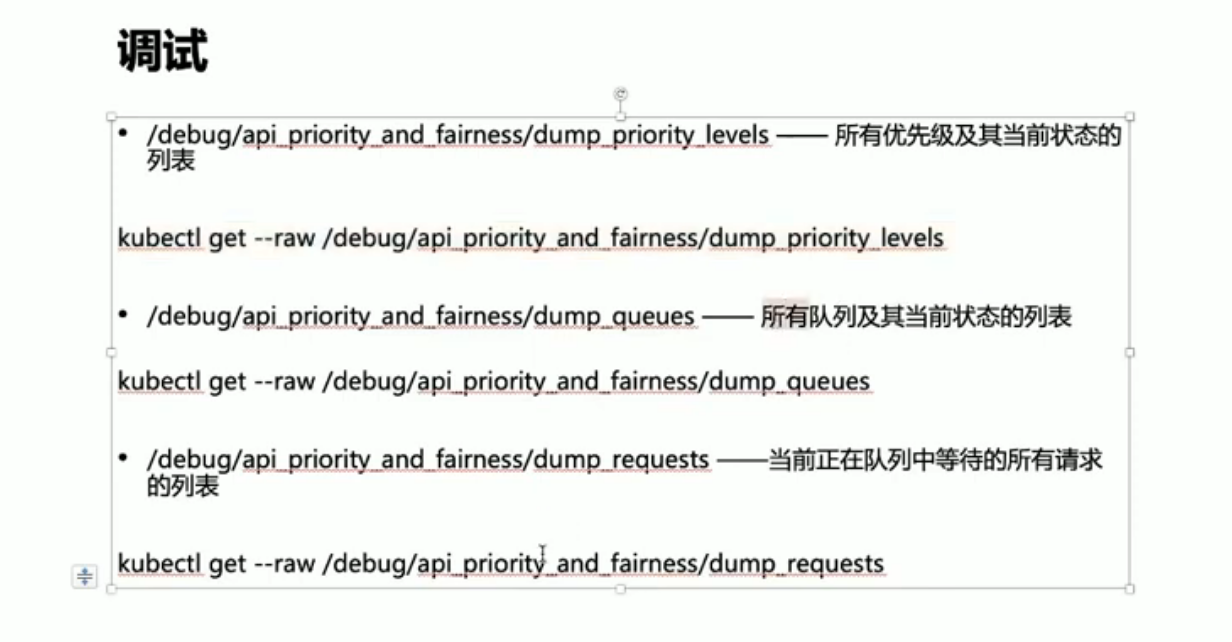 调试
• /debug/api_priority_and_fairness/dump_priority_levels —— 所有优先级及其当前状态的
列表
kubectl get --raw /debug/api_priority_and_fairness/dump_priority_levels
• /debug/api_priority_and_fairness/dump_queues —— 所有队列及其当前状态的列表
kubectl get --raw /debug/api_priority_and_fairness/dump_queues
• /debug/api_priority_and_fairness/dump_requests ——当前正在队列中等待的所有请求
的列表
kubectl get --raw /debug/api_priority_and_fairness/dump_requests